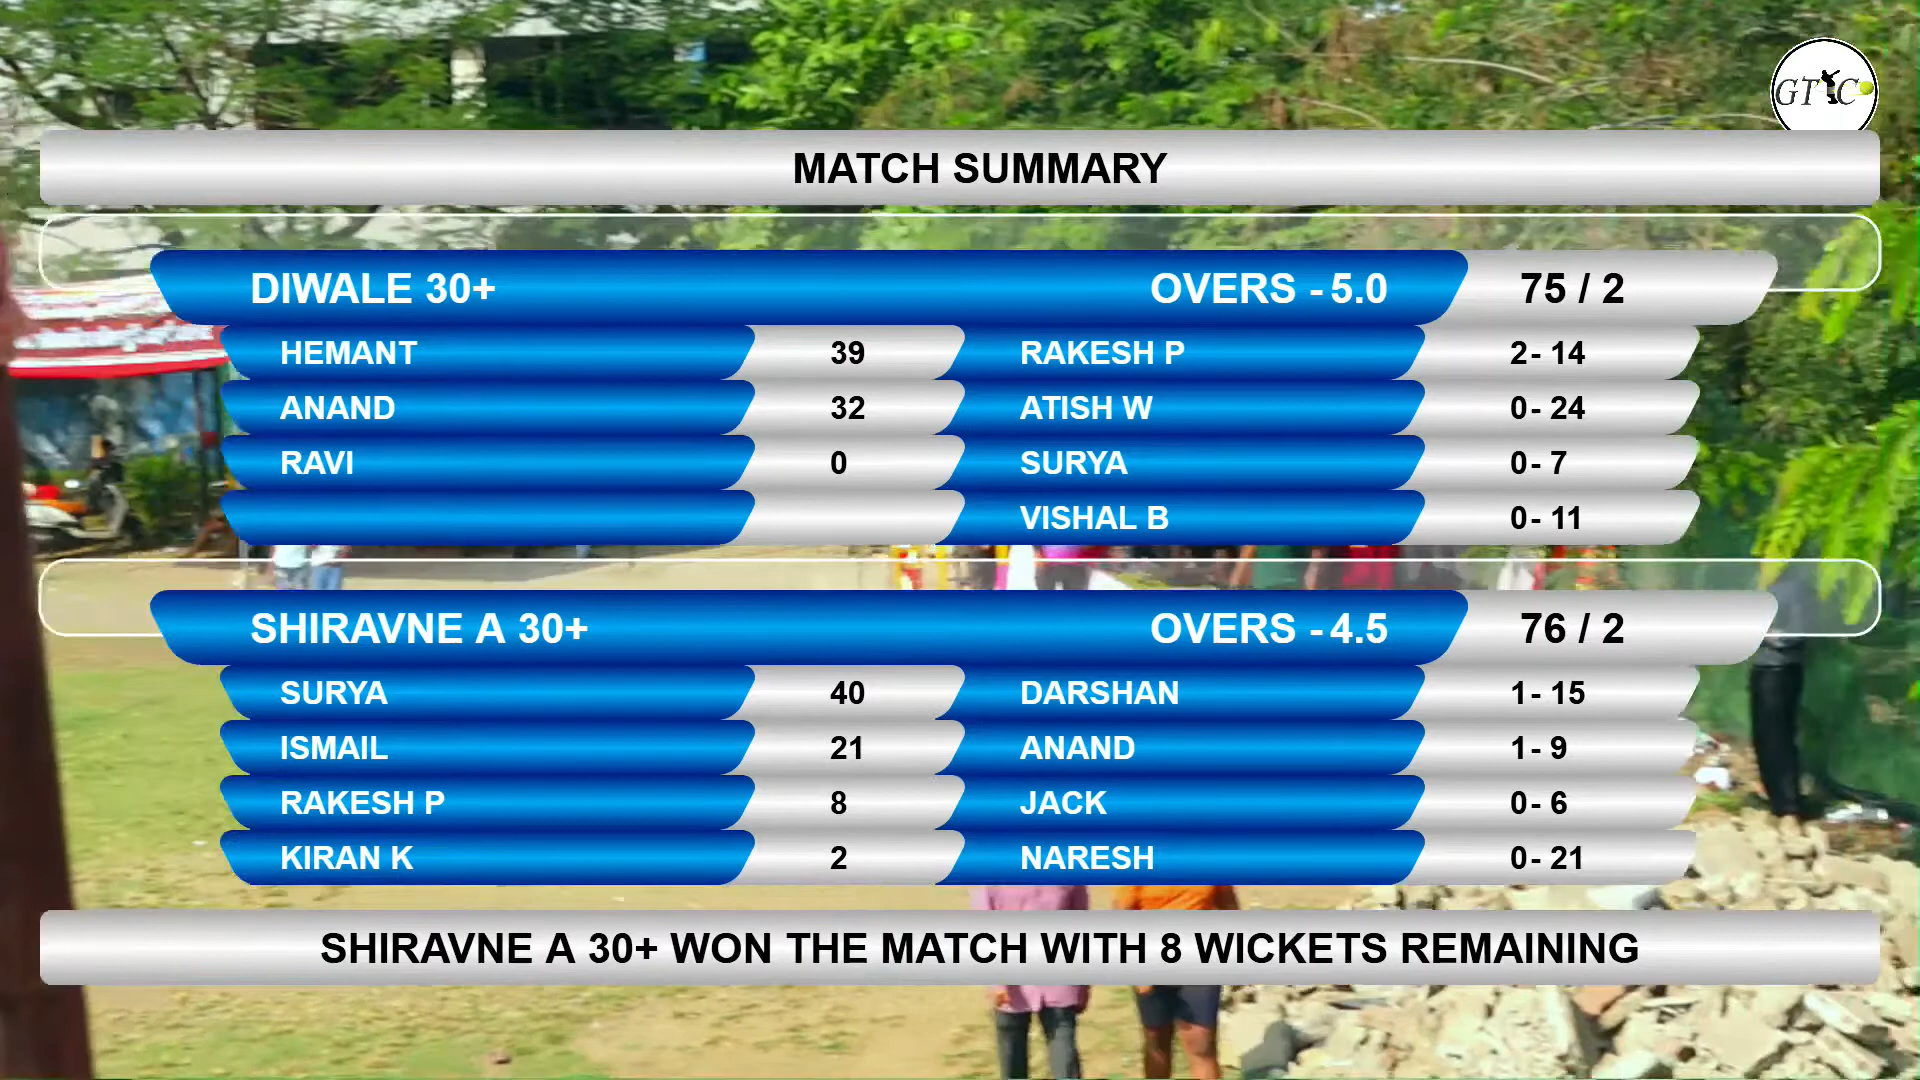 GTC
MATCH SUMMARY
DIWALE 30+ OVERS - 5.0 75 / 2
HEMANT 39 RAKESH P 2- 14
ANAND 32 ATISH W 0- 24
RAVI 0 SURYA 0- 7
VISHAL B 0- 11
SHIRAVNE A 30+ OVERS - 4.5 76 / 2
SURYA 40 DARSHAN 1- 15
ISMAIL 21 ANAND 1- 9
RAKESH P 8 JACK 0- 6
KIRAN K 2 NARESH 0- 21
SHIRAVNE A 30+ WON THE MATCH WITH 8 WICKETS REMAINING